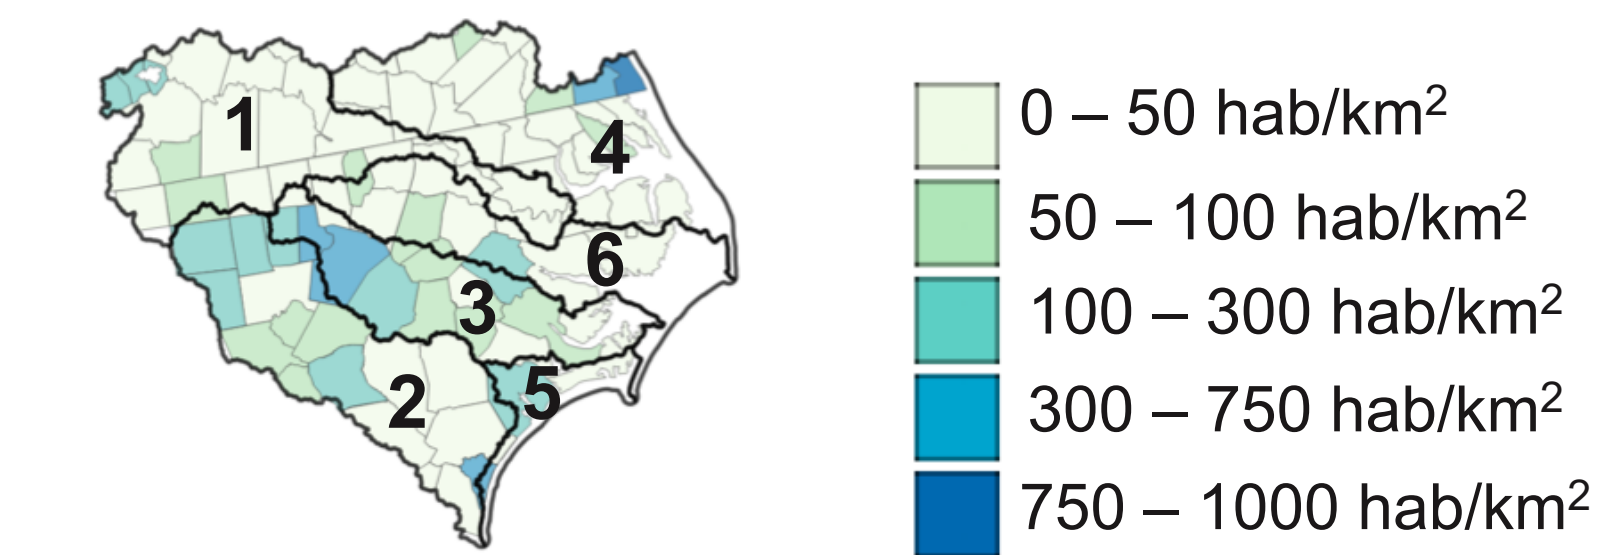 1
4
6
3
2
5
0 – 50 hab/km²
50 – 100 hab/km²
100 – 300 hab/km²
300 – 750 hab/km²
750 – 1000 hab/km²